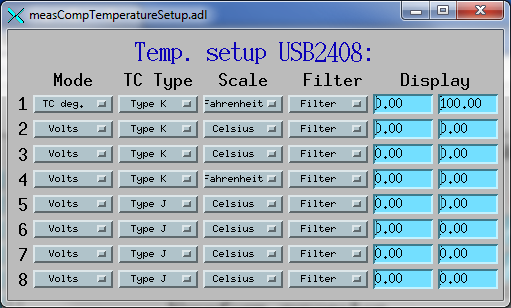 measCompTemperatureSetup.adl
Temp. setup USB2408:
Mode TC Type Scale Filter Display
1 TC deg. Type K Fahrenheit Filter 0.00 100.00
2 Volts Type K Celsius Filter 0.00 0.00
3 Volts Type K Celsius Filter 0.00 0.00
4 Volts Type K Fahrenheit Filter 0.00 0.00
5 Volts Type J Celsius Filter 0.00 0.00
6 Volts Type J Celsius Filter 0.00 0.00
7 Volts Type J Celsius Filter 0.00 0.00
8 Volts Type J Celsius Filter 0.00 0.00